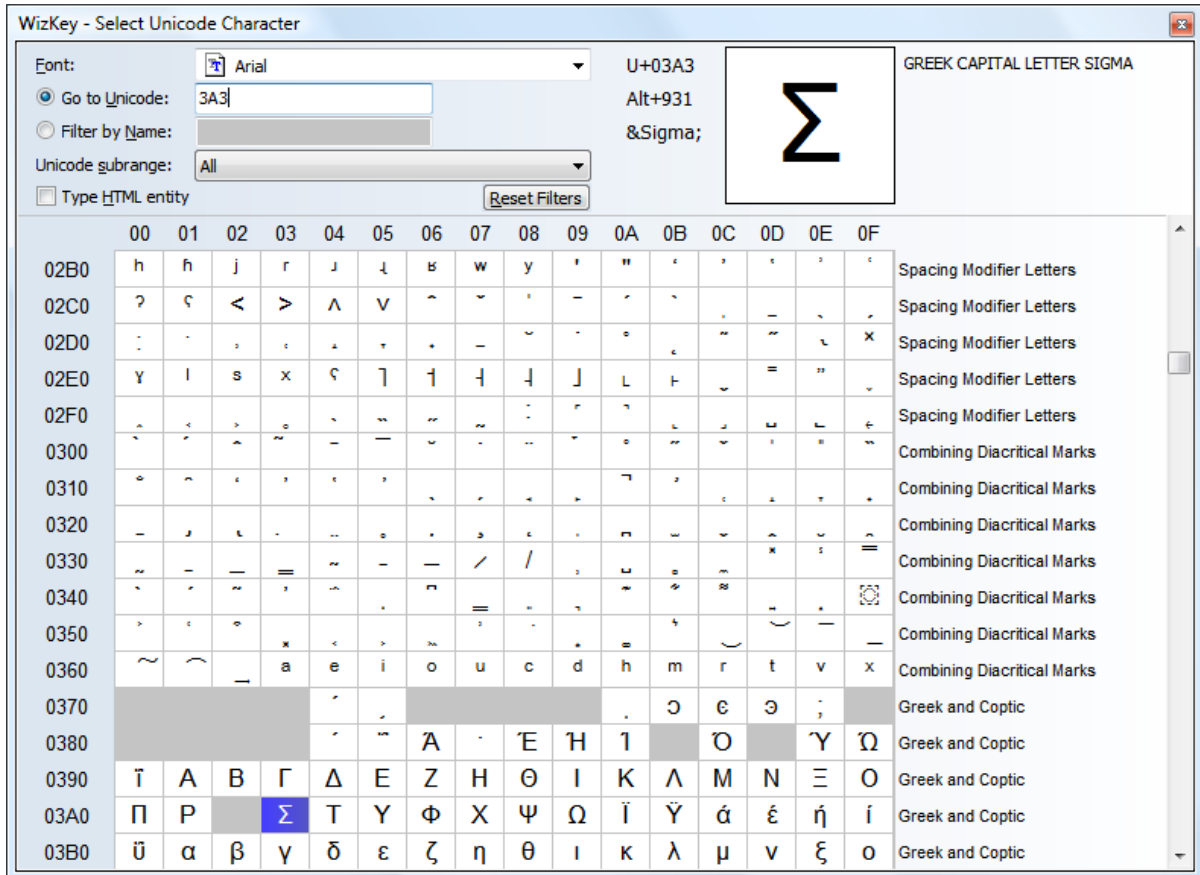 WizKey - Select Unicode Character
Font: Arial U+03A3 GREEK CAPITAL LETTER SIGMA
Go to Unicode: 3A3 Alt+931
Filter by Name: &Sigma;
Σ
Unicode subrange: All
Type HTML entity Reset Filters
00 01 02 03 04 05 06 07 08 09 0A 0B 0C 0D 0E 0F
02B0 ʰ ʱ ʲ ʳ ʴ ʵ ʶ ʷ ʸ ʹ ʺ ʻ ʼ ʽ ʾ ʿ Spacing Modifier Letters
02C0 ˀ ˁ ˂ ˃ ˄ ˅ ˆ ˇ ˈ ˉ ˊ ˋ ˌ ˍ ˎ ˏ Spacing Modifier Letters
02D0 ː ˑ ˒ ˓ ˔ ˕ ˖ ˗ ˘ ˙ ˚ ˛ ˜ ˝ ˞ ˟ Spacing Modifier Letters
02E0 ˠ ˡ ˢ ˣ ˤ ˥ ˦ ˧ ˨ ˩ ˪ ˫ ˬ ˭ ˮ ˯ Spacing Modifier Letters
02F0 Spacing Modifier Letters
0300 Combining Diacritical Marks
0310 Combining Diacritical Marks
0320 Combining Diacritical Marks
0330 Combining Diacritical Marks
0340 Combining Diacritical Marks
0350 Combining Diacritical Marks
0360 a e i o u c d h m r t v x Combining Diacritical Marks
0370 ʹ ͵ ͺ ͻ ͼ ͽ ; Greek and Coptic
0380 ΄ ΅ Ά · Έ Ή Ί Ό Ύ Ώ Greek and Coptic
0390 ΐ Α Β Γ Δ Ε Ζ Η Θ Ι Κ Λ Μ Ν Ξ Ο Greek and Coptic
03A0 Π Ρ Σ Τ Υ Φ Χ Ψ Ω Ϊ Ϋ ά έ ή ί Greek and Coptic
03B0 ΰ α β γ δ ε ζ η θ ι κ λ μ ν ξ ο Greek and Coptic